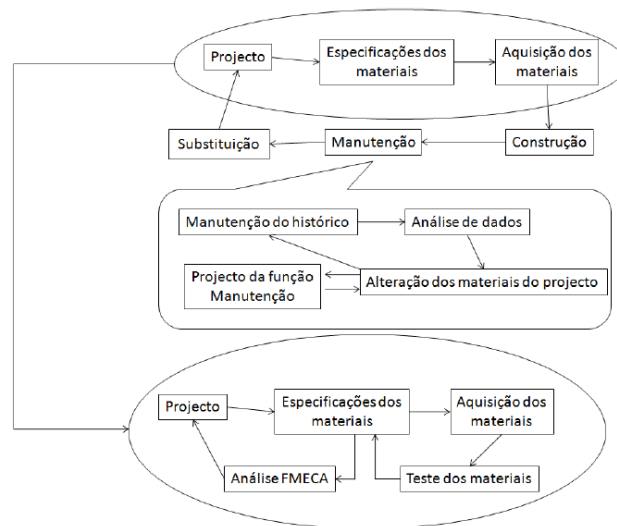 Projecto
Especificações dos
materiais
Aquisição dos
materiais
Substituição
Manutenção
Construção
Manutenção do histórico
Análise de dados
Projecto da função
Manutenção
Alteração dos materiais do projecto
Projecto
Especificações dos
materiais
Aquisição dos
materiais
Análise FMECA
Teste dos materiais